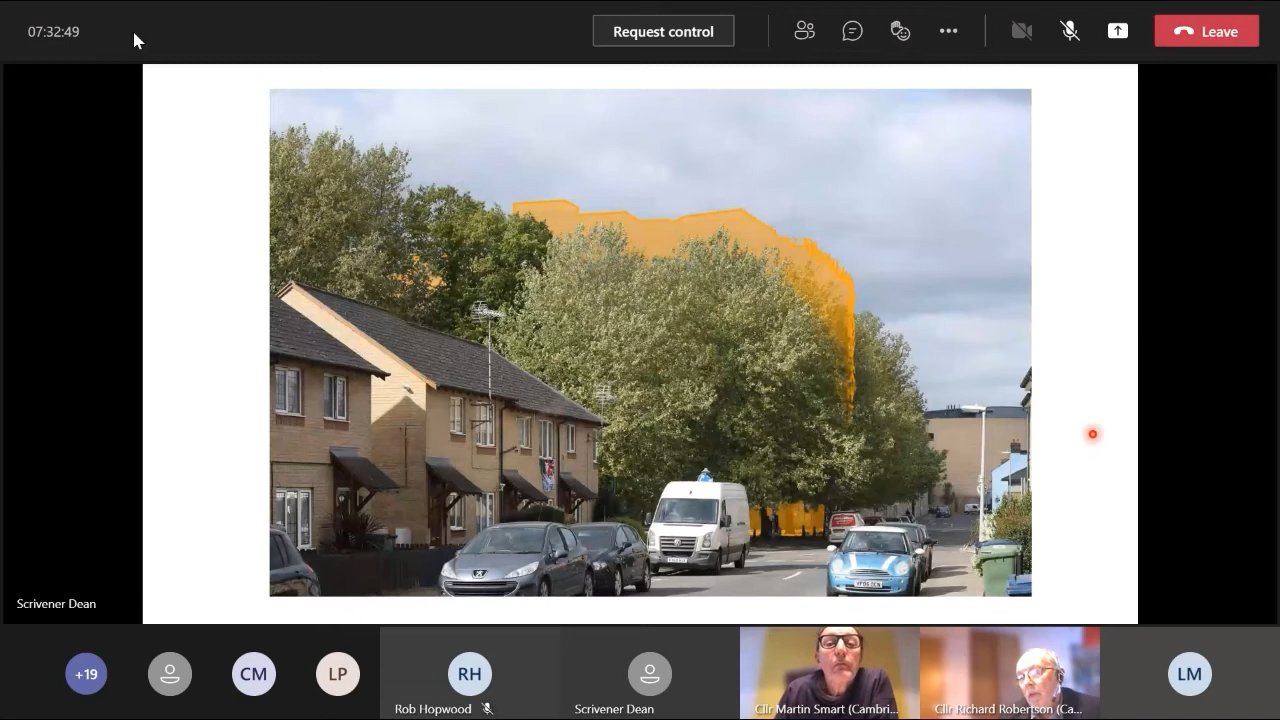 07:32:49
Request control
Leave
Scrivener Dean
+19
CM
LP
RH
LM
Rob Hopwood
Scrivener Dean
Cllr Martin Smart (Cambri...
Cllr Richard Robertson (Ca...